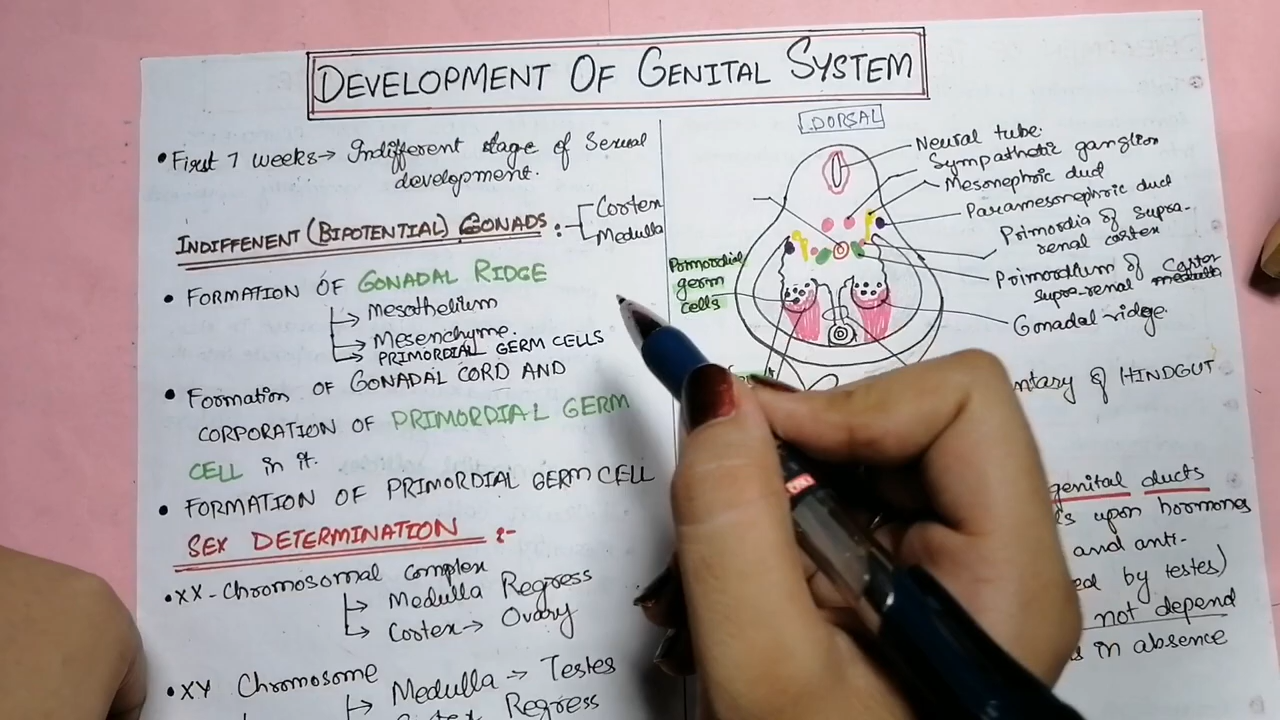 DEVELOPMENT OF GENITAL SYSTEM
• First 7 weeks → Indifferent stage of Sexual
development.
INDIFFENENT (BIPOTENTIAL) GONADS :- Cortex
Medulla
• FORMATION OF GONADAL RIDGE
→ Mesothelium
→ Mesenchyme.
→ PRIMORDIAL GERM CELLS
• Formation OF GONADAL CORD AND
CORPORATION OF PRIMORDIAL GERM
CELL in it.
• FORMATION OF PRIMORDIAL GERM CELL
SEX DETERMINATION :-
• XX - Chromosomal complex
→ Medulla Regress
→ Cortex → Ovary
• XY Chromosome
→ Medulla → Testes
Cortex Regress
DORSAL
Neural tube.
Sympathetic ganglion
Mesonephric duct
Paramesonephric duct
Primordia of Supra-
renal cortex
Primordium of Cortex
supra-renal medulla
Gonadal ridge.
Primordial
germ
cells
of HINDGUT
genital ducts
upon hormones
and anti-
by testes)
not depend
in absence